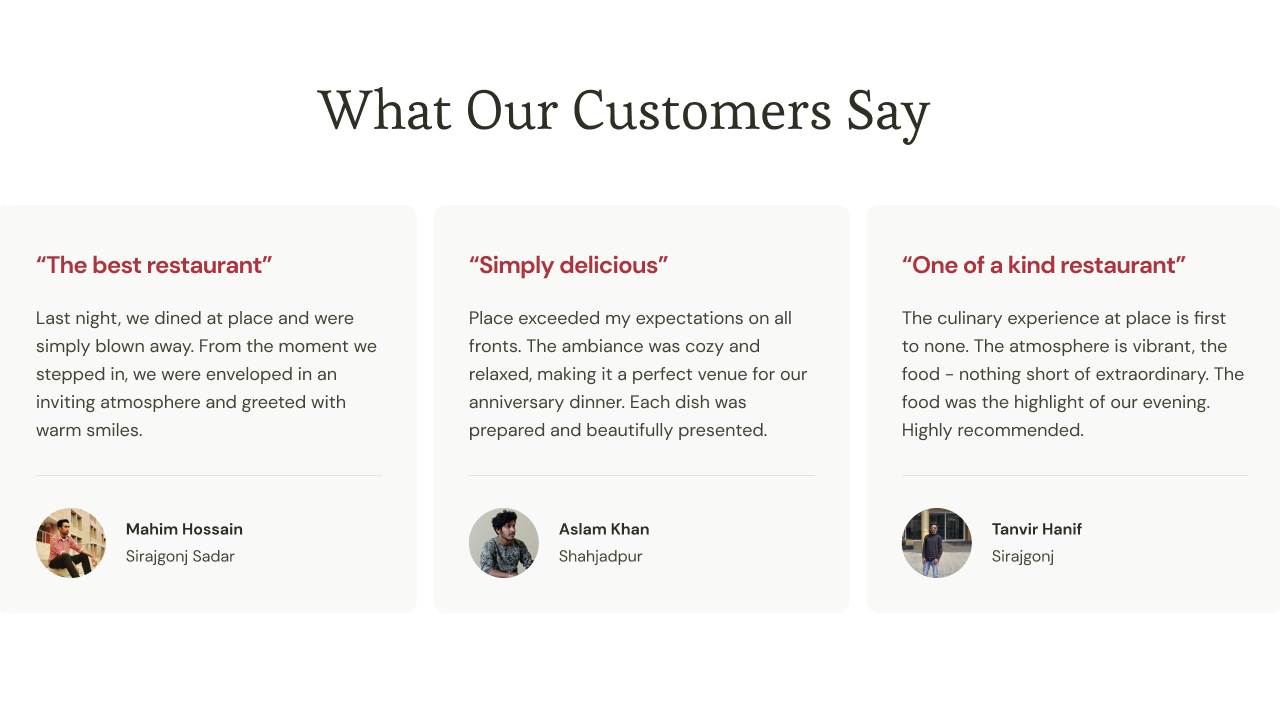 What Our Customers Say
“The best restaurant”
Last night, we dined at place and were
simply blown away. From the moment we
stepped in, we were enveloped in an
inviting atmosphere and greeted with
warm smiles.
Mahim Hossain
Sirajgonj Sadar
“Simply delicious”
Place exceeded my expectations on all
fronts. The ambiance was cozy and
relaxed, making it a perfect venue for our
anniversary dinner. Each dish was
prepared and beautifully presented.
Aslam Khan
Shahjadpur
“One of a kind restaurant”
The culinary experience at place is first
to none. The atmosphere is vibrant, the
food - nothing short of extraordinary. The
food was the highlight of our evening.
Highly recommended.
Tanvir Hanif
Sirajgonj